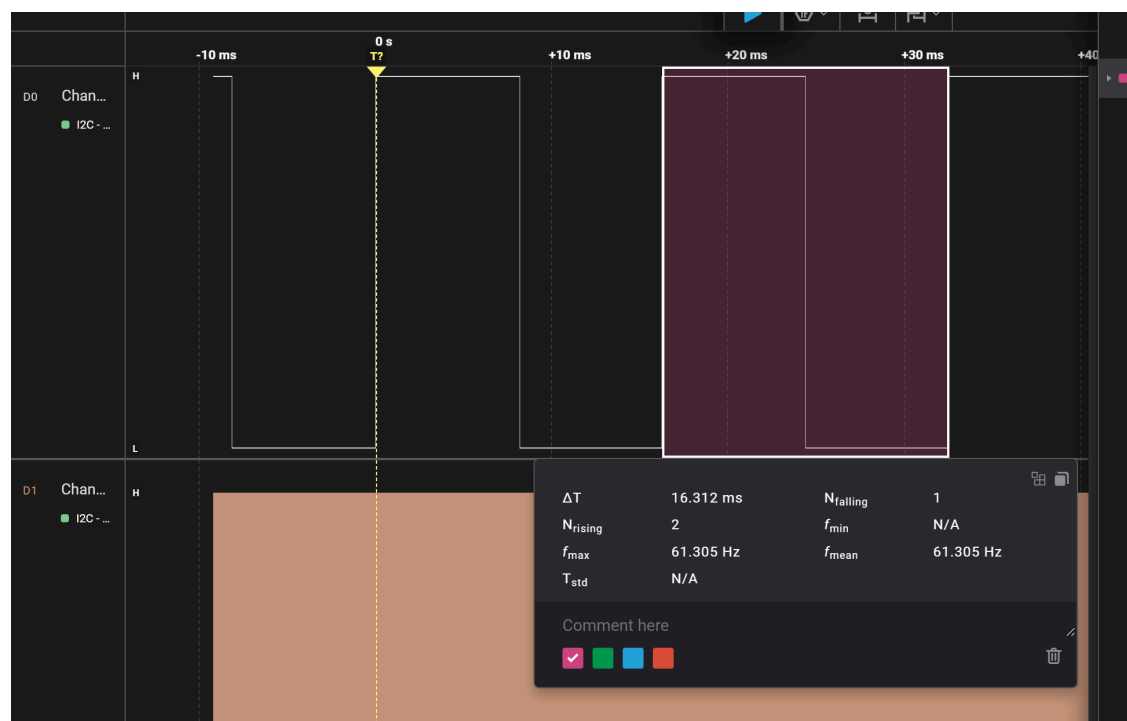 0 s
-10 ms T? +10 ms +20 ms +30 ms +40
H
D0 Chan...
I2C - ...
L
D1 Chan... H
I2C - ...
ΔT 16.312 ms Nfalling 1
Nrising 2 fmin N/A
fmax 61.305 Hz fmean 61.305 Hz
Tstd N/A
Comment here